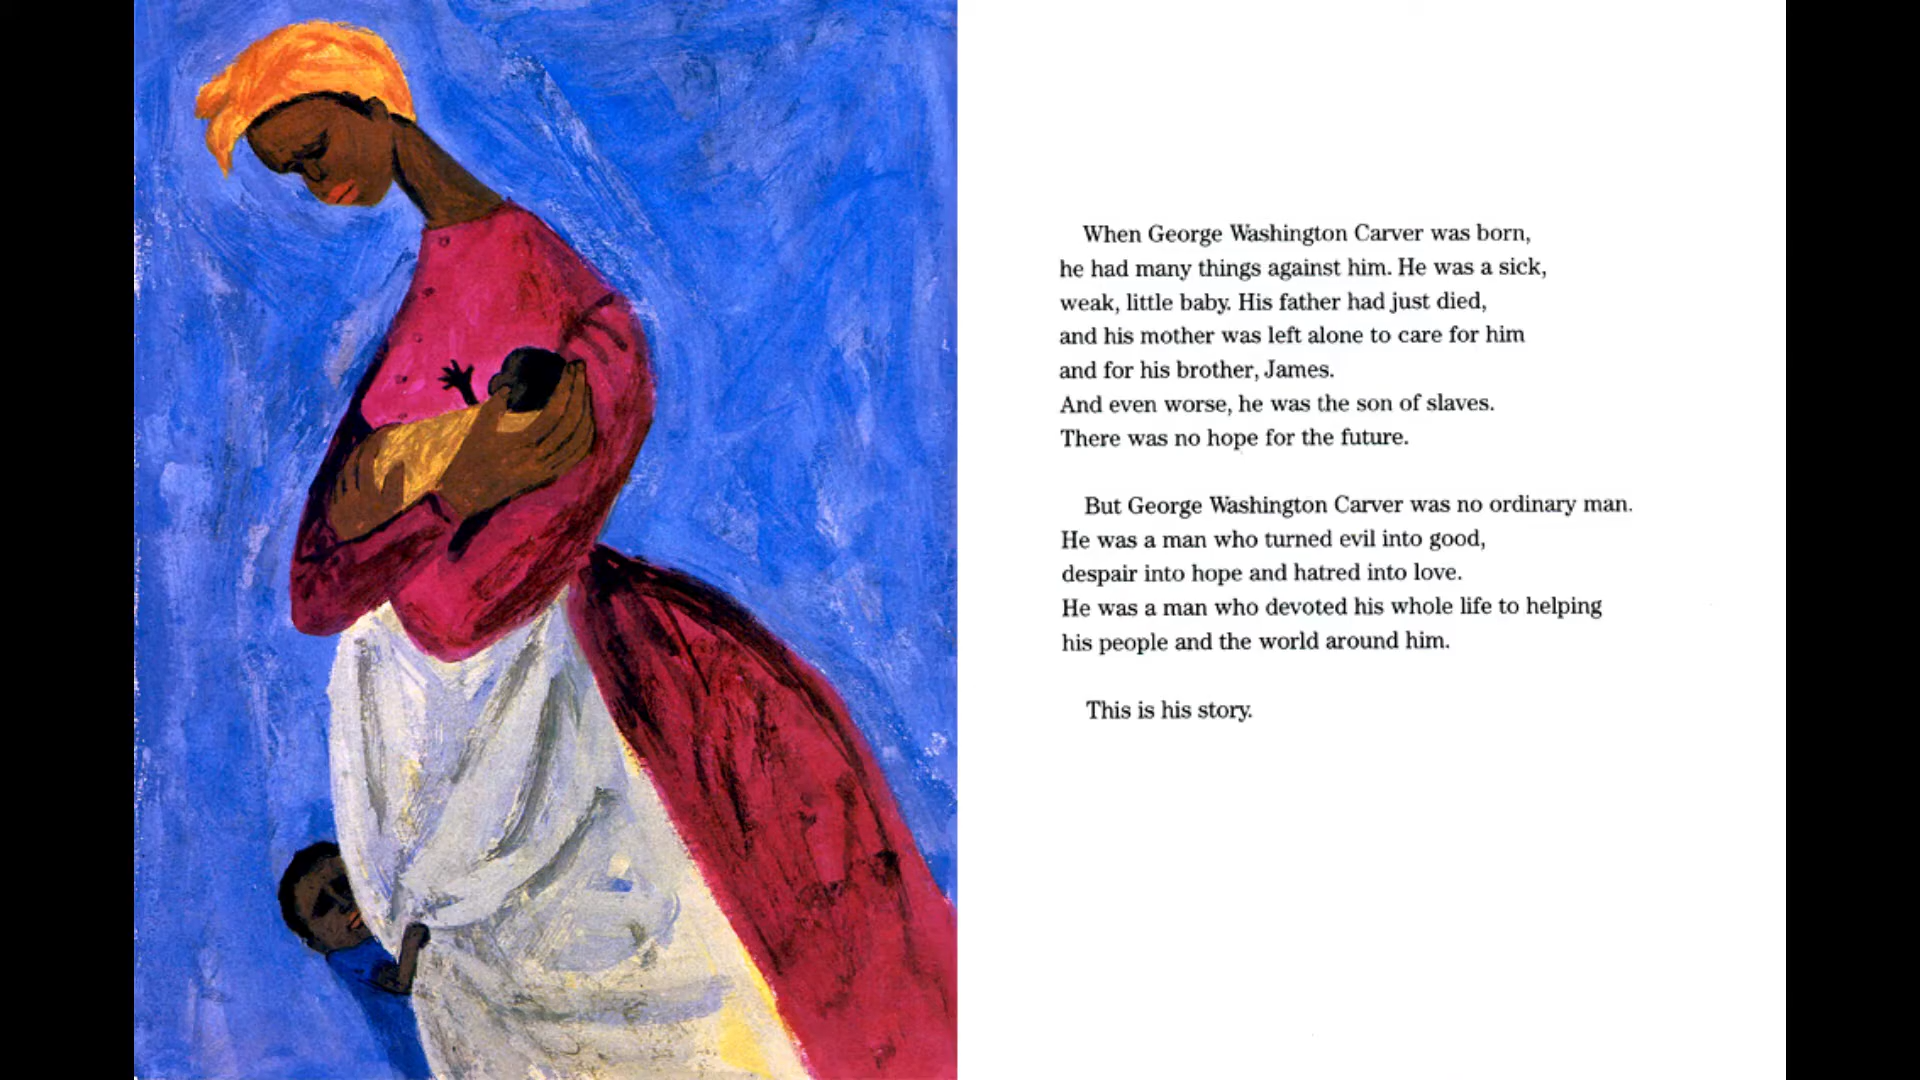 When George Washington Carver was born,
he had many things against him. He was a sick,
weak, little baby. His father had just died,
and his mother was left alone to care for him
and for his brother, James.
And even worse, he was the son of slaves.
There was no hope for the future.
But George Washington Carver was no ordinary man.
He was a man who turned evil into good,
despair into hope and hatred into love.
He was a man who devoted his whole life to helping
his people and the world around him.
This is his story.